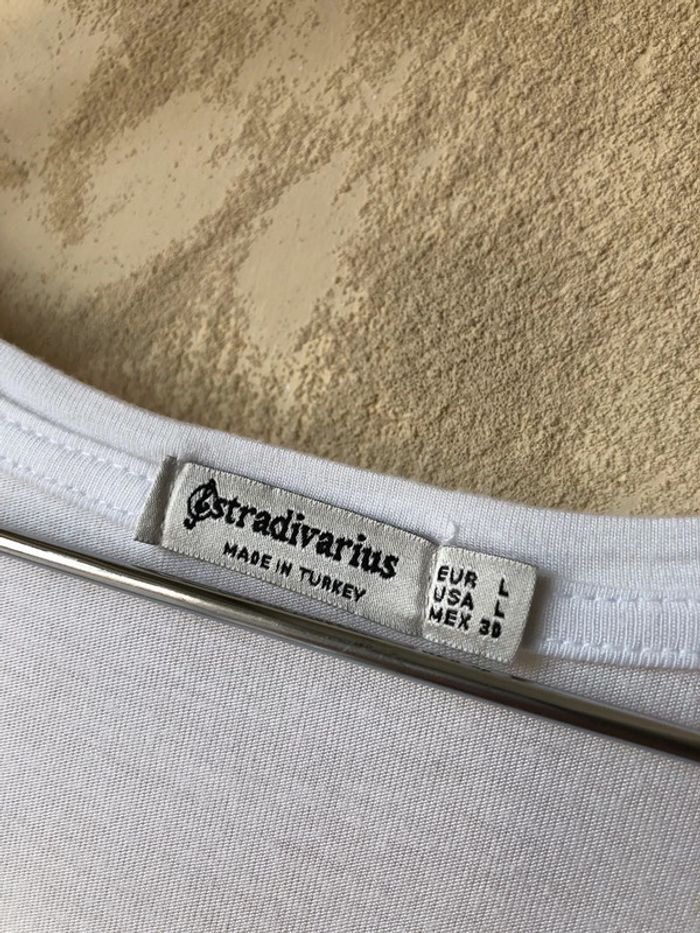 stradivarius
MADE IN TURKEY
EUR L
USA L
MEX 30